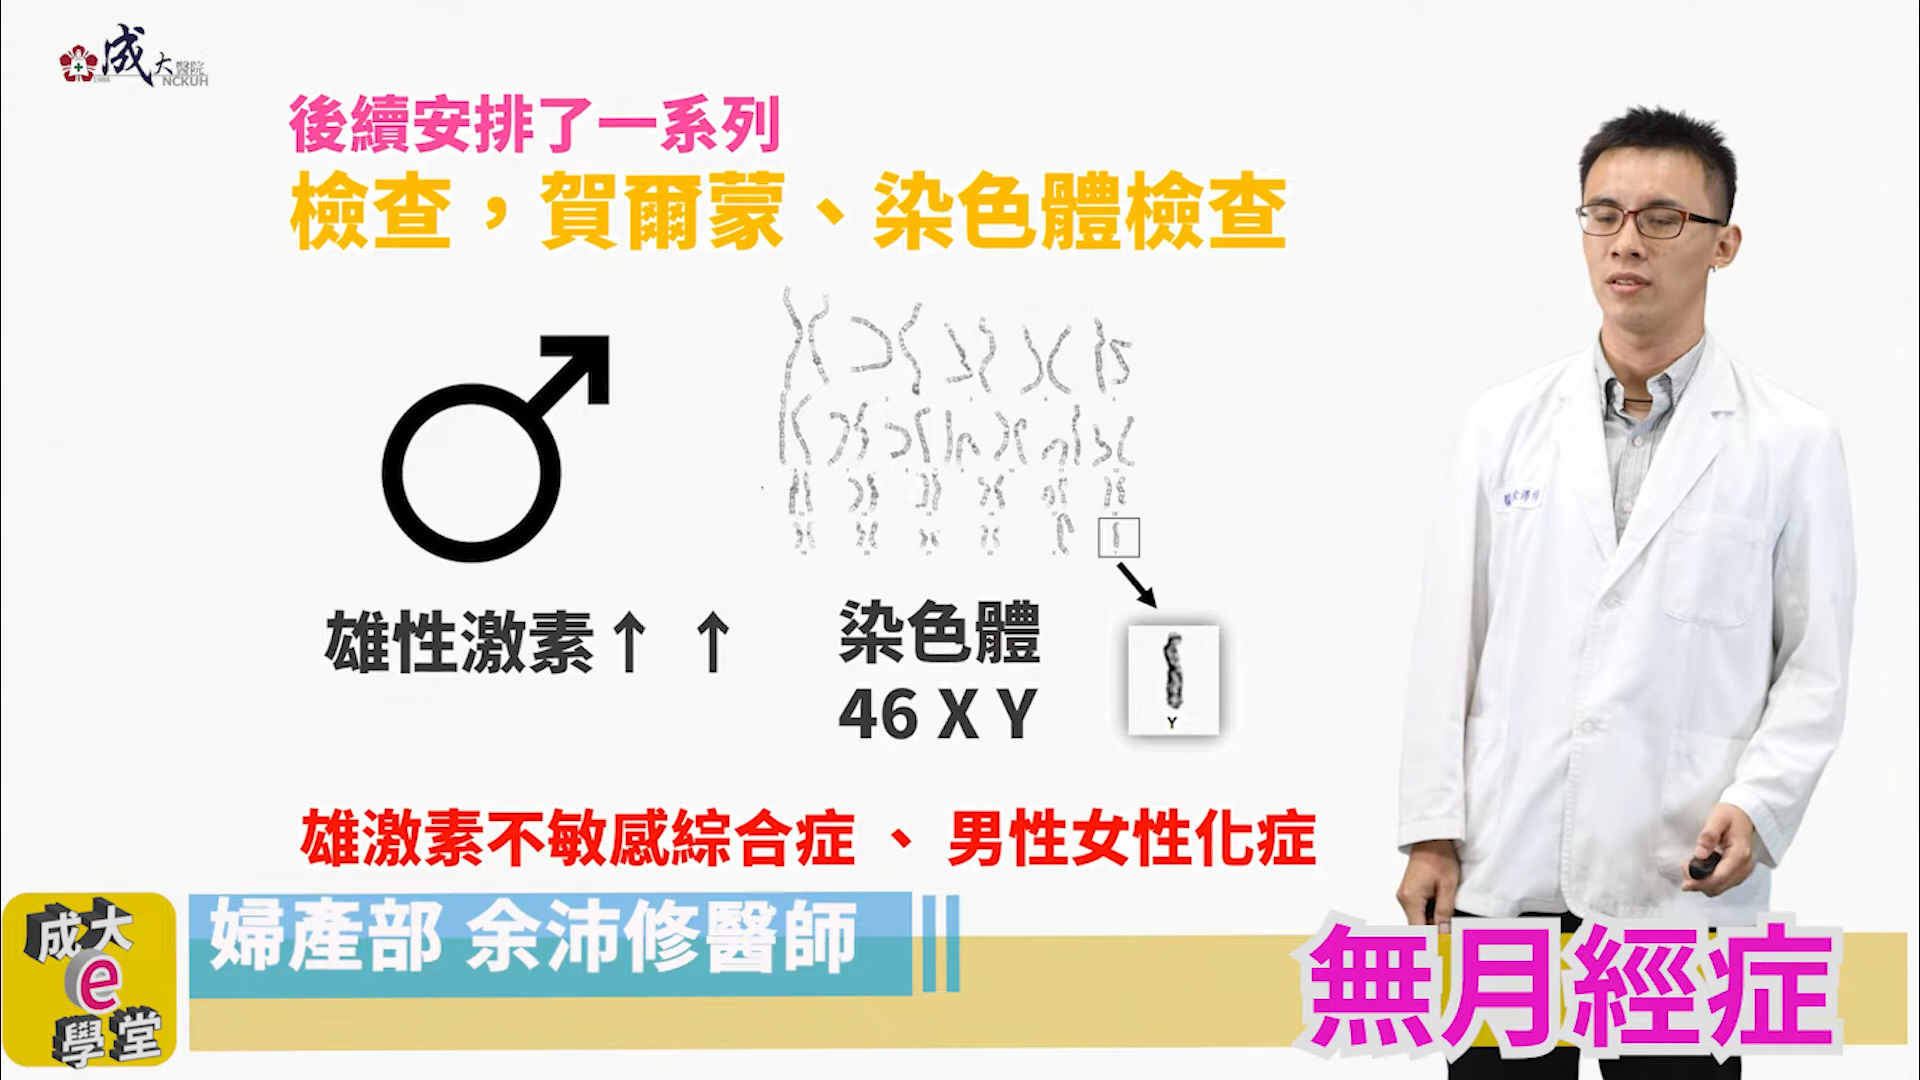 成大醫院
1988 NCKUH
後續安排了一系列
檢查，賀爾蒙、染色體檢查
雄性激素↑ ↑
染色體
46 X Y
Y
雄激素不敏感綜合症、男性女性化症
成大
e
學堂
婦產部 余沛修醫師
無月經症